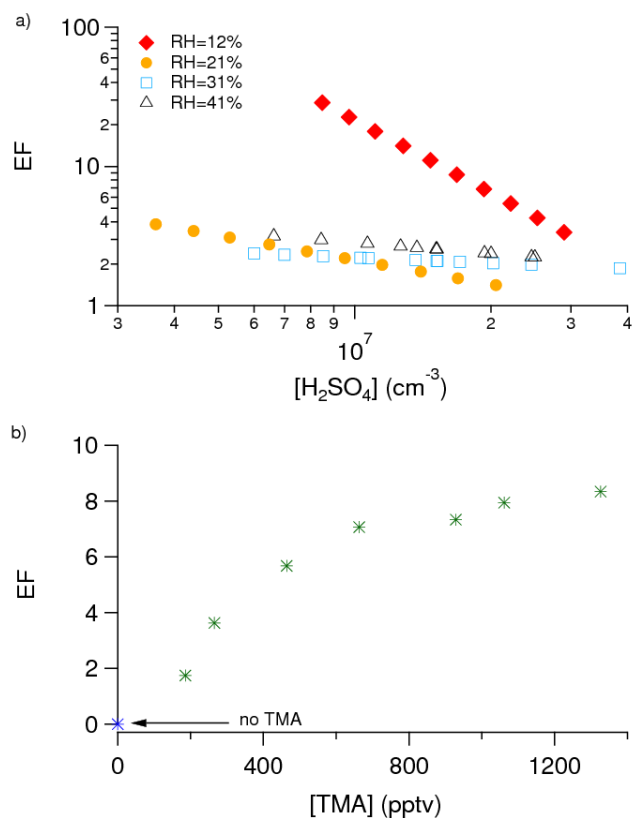 a)
100
6
4
2
10
6
4
2
1
EF
RH=12%
RH=21%
RH=31%
RH=41%
3 4 5 6 7 8 9 2 3 4
10^7
[H₂SO₄] (cm⁻³)
b)
10
8
6
4
2
0
EF
no TMA
0 400 800 1200
[TMA] (pptv)